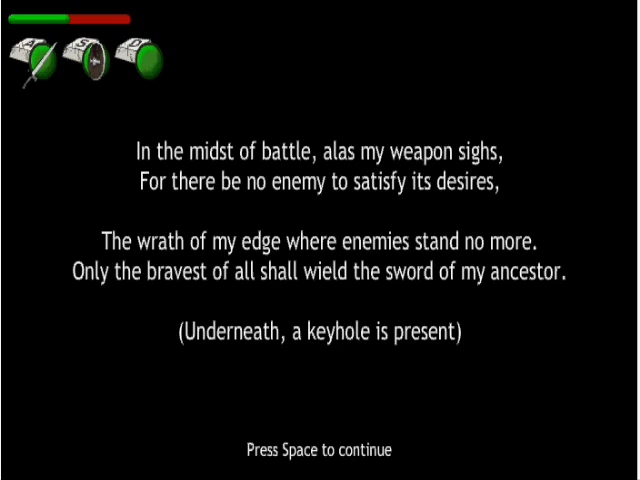 A S D
In the midst of battle, alas my weapon sighs,
For there be no enemy to satisfy its desires,
The wrath of my edge where enemies stand no more.
Only the bravest of all shall wield the sword of my ancestor.
(Underneath, a keyhole is present)
Press Space to continue